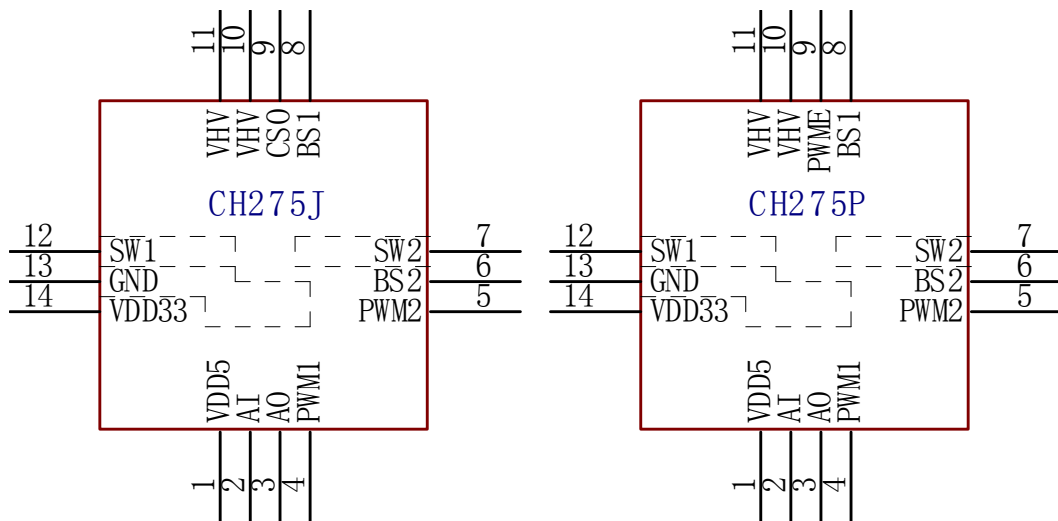 11 10 9 8
VHV VHV CSO BS1
CH275J
12 SW1 SW2 7
13 GND BS2 6
14 VDD33 PWM2 5
VDD5 AI AO PWM1
1 2 3 4
11 10 9 8
VHV VHV PWME BS1
CH275P
12 SW1 SW2 7
13 GND BS2 6
14 VDD33 PWM2 5
VDD5 AI AO PWM1
1 2 3 4